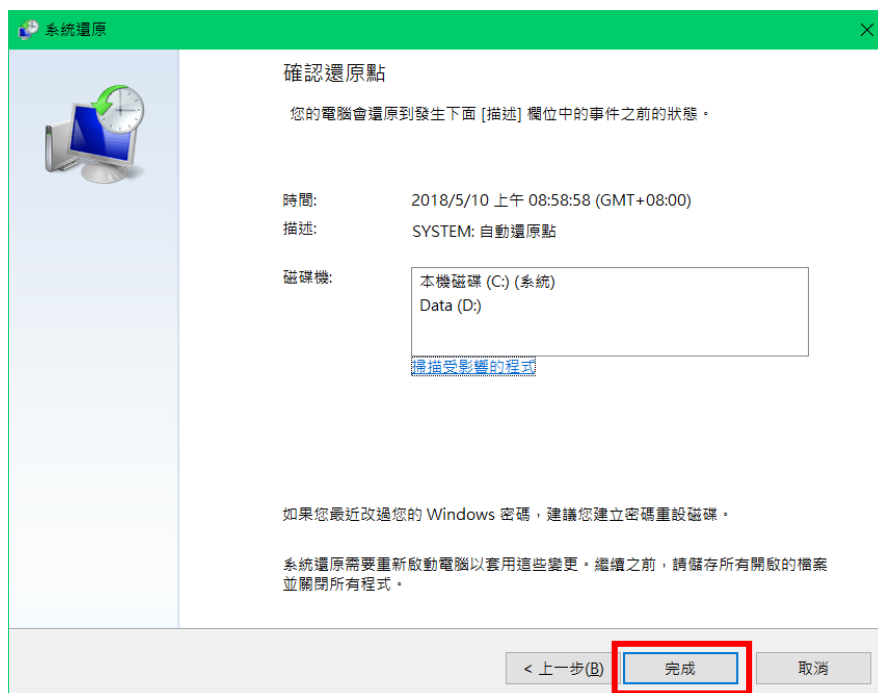 系統還原
確認還原點
您的電腦會還原到發生下面 [描述] 欄位中的事件之前的狀態。
時間: 2018/5/10 上午 08:58:58 (GMT+08:00)
描述: SYSTEM: 自動還原點
磁碟機: 本機磁碟 (C:) (系統)
Data (D:)
掃描受影響的程式
如果您最近改過您的 Windows 密碼，建議您建立密碼重設磁碟。
系統還原需要重新啟動電腦以套用這些變更。繼續之前，請儲存所有開啟的檔案
並關閉所有程式。
< 上一步(B) 完成 取消